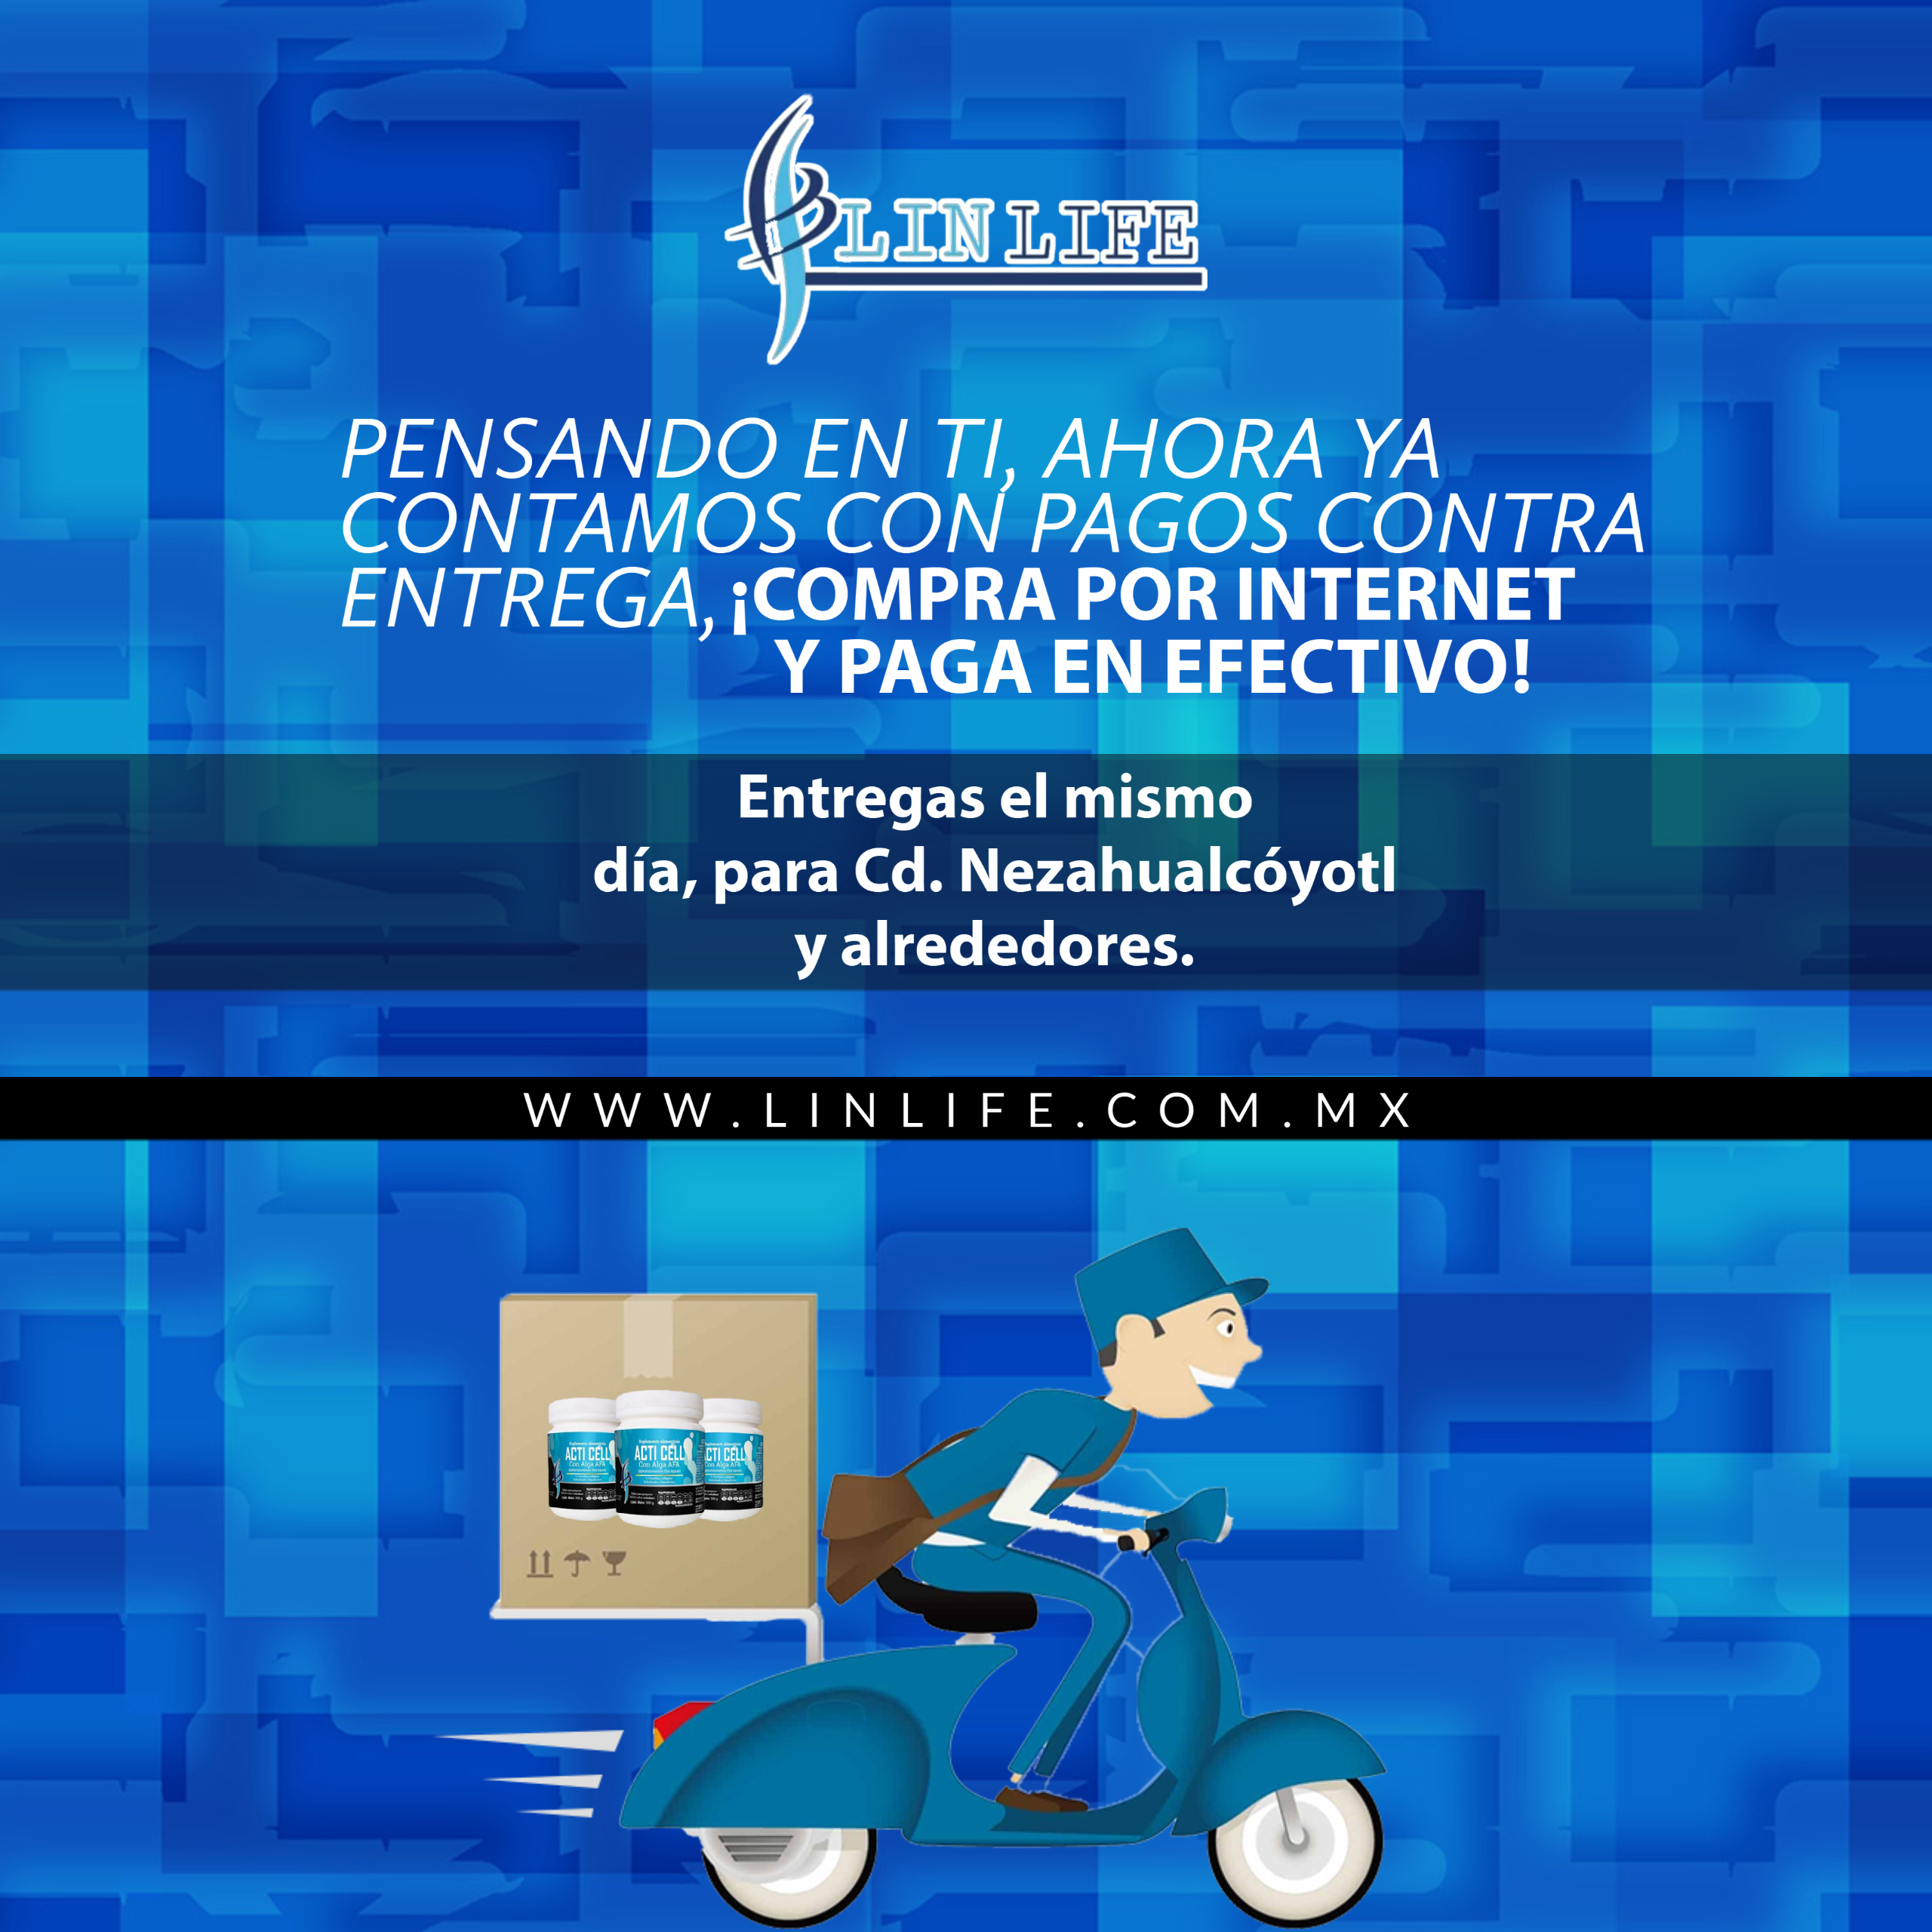 LIN LIFE
PENSANDO EN TI, AHORA YA
CONTAMOS CON PAGOS CONTRA
ENTREGA, ¡COMPRA POR INTERNET
Y PAGA EN EFECTIVO!
Entregas el mismo
día, para Cd. Nezahualcóyotl
y alrededores.
WWW.LINLIFE.COM.MX
ACTI CELL
Con Alga AFA
ACTI CELL
Con Alga AFA
CTI CELL
Alga AFA